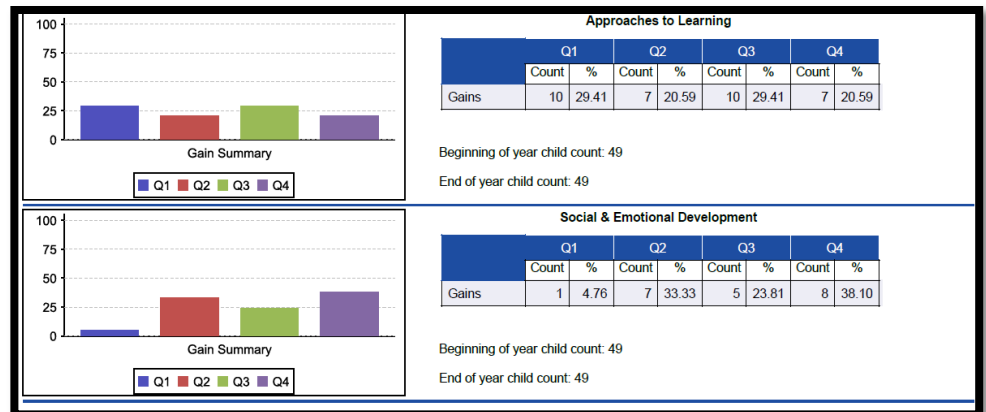 Approaches to Learning
100
75
50
25
0
Gain Summary
Q1 Q2 Q3 Q4
Q1 Q2 Q3 Q4
Count % Count % Count % Count %
Gains 10 29.41 7 20.59 10 29.41 7 20.59
Beginning of year child count: 49
End of year child count: 49
Social & Emotional Development
100
75
50
25
0
Gain Summary
Q1 Q2 Q3 Q4
Q1 Q2 Q3 Q4
Count % Count % Count % Count %
Gains 1 4.76 7 33.33 5 23.81 8 38.10
Beginning of year child count: 49
End of year child count: 49